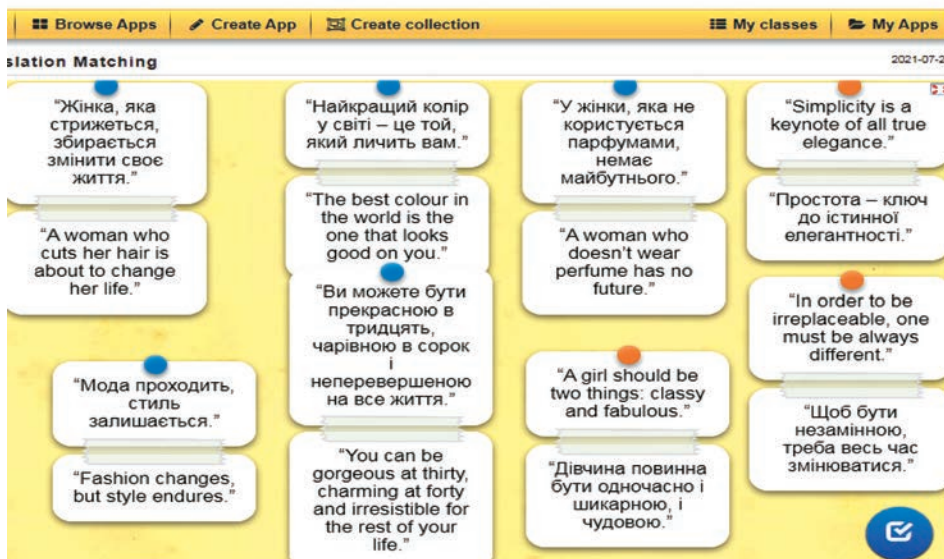 Browse Apps
Create App
Create collection
My classes
My Apps
slation Matching
2021-07-2
“Жінка, яка
стрижеться,
збирається
змінити своє
життя.”
“A woman who
cuts her hair is
about to change
her life.”
“Найкращий колір
у світі – це той,
який личить вам.”
“The best colour in
the world is the
one that looks
good on you.”
“У жінки, яка не
користується
парфумами,
немає
майбутнього.”
“A woman who
doesn’t wear
perfume has no
future.”
“Simplicity is a
keynote of all true
elegance.”
“Простота – ключ
до істинної
елегантності.”
“Мода проходить,
стиль
залишається.”
“Fashion changes,
but style endures.”
“Ви можете бути
прекрасною в
тридцять,
чарівною в сорок
і
неперевершеною
на все життя.”
“You can be
gorgeous at thirty,
charming at forty
and irresistible for
the rest of your
life.”
“A girl should be
two things: classy
and fabulous.”
“Дівчина повинна
бути одночасно і
шикарною, і
чудовою.”
“In order to be
irreplaceable, one
must be always
different.”
“Щоб бути
незамінною,
треба весь час
змінюватися.”